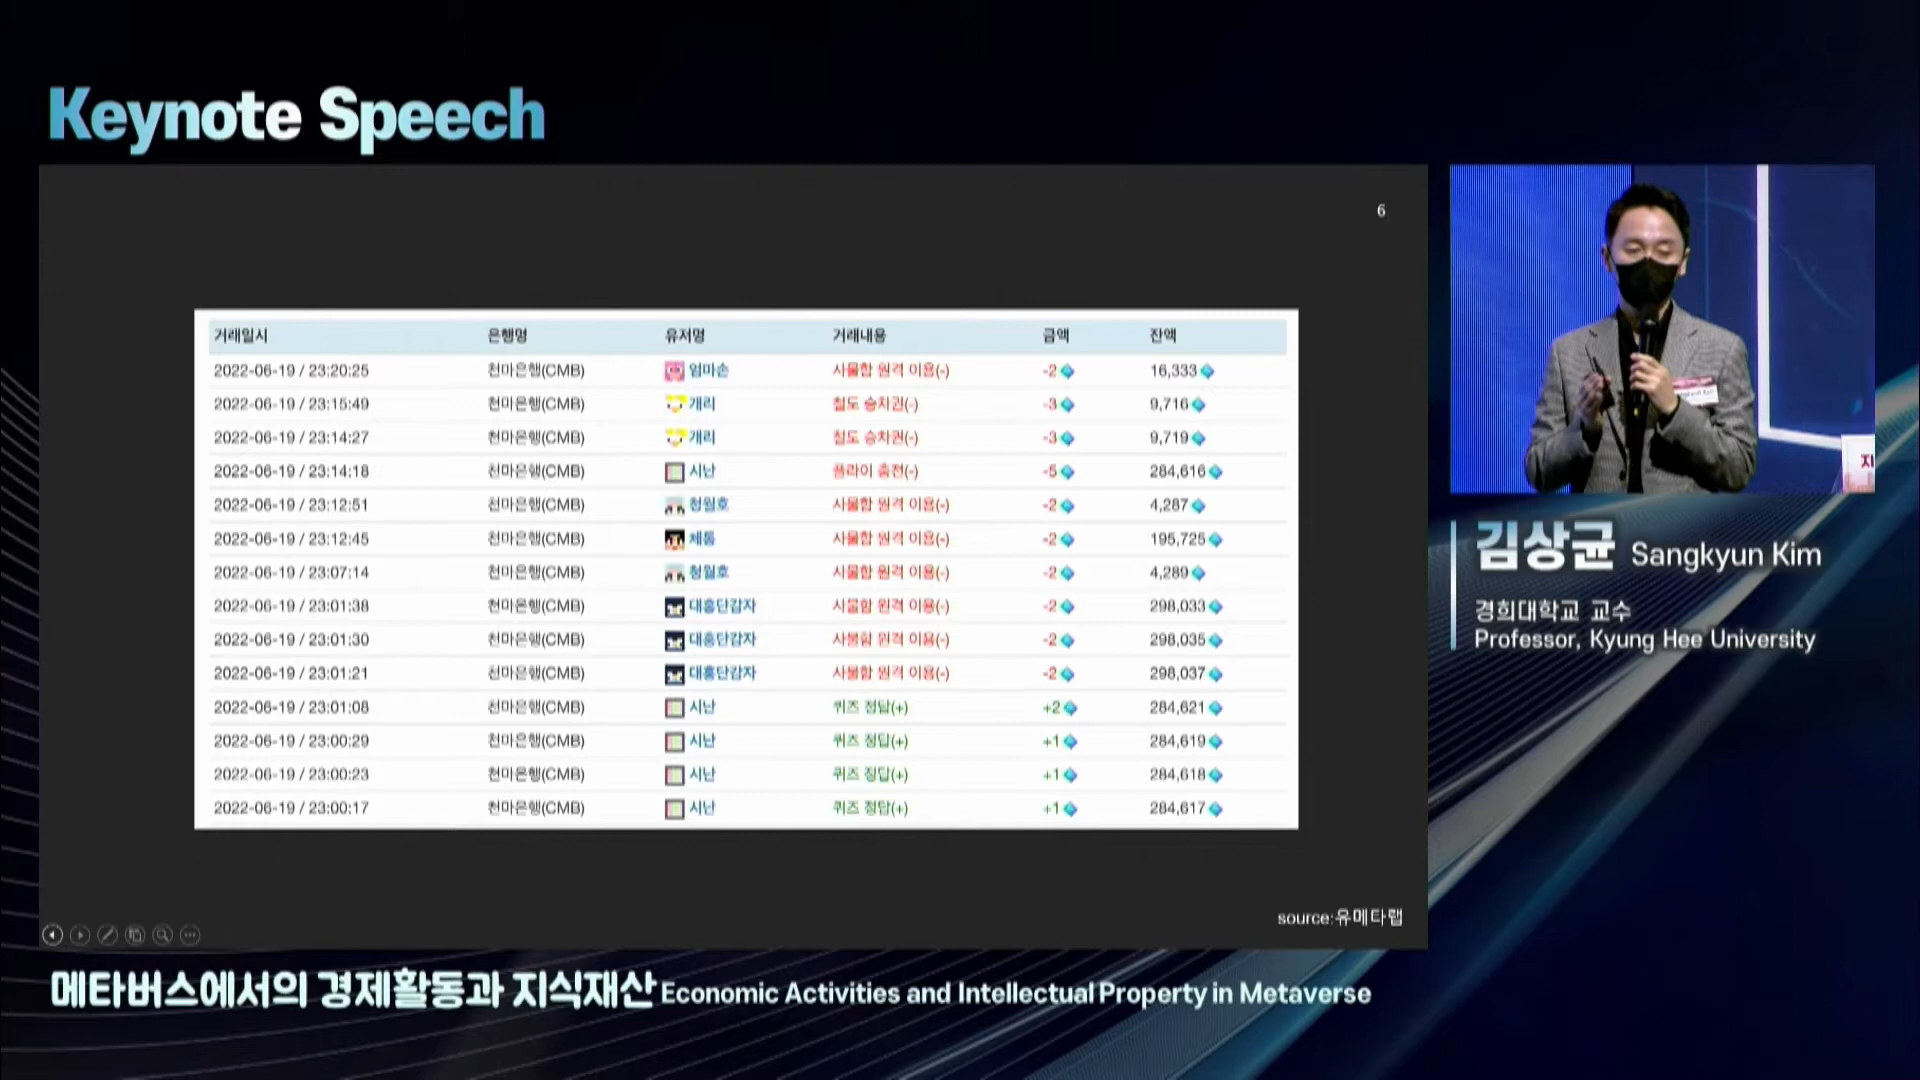 Keynote Speech
6
거래일시 은행명 유저명 거래내용 금액 잔액
2022-06-19 / 23:20:25 천마은행(CMB) 엄마손 사물함 원격 이용(-) -2 16,333
2022-06-19 / 23:15:49 천마은행(CMB) 개리 철도 승차권(-) -3 9,716
2022-06-19 / 23:14:27 천마은행(CMB) 개리 철도 승차권(-) -3 9,719
2022-06-19 / 23:14:18 천마은행(CMB) 시난 플라이 충전(-) -5 284,616
2022-06-19 / 23:12:51 천마은행(CMB) 청월호 사물함 원격 이용(-) -2 4,287
2022-06-19 / 23:12:45 천마은행(CMB) 체톰 사물함 원격 이용(-) -2 195,725
2022-06-19 / 23:07:14 천마은행(CMB) 청월호 사물함 원격 이용(-) -2 4,289
2022-06-19 / 23:01:38 천마은행(CMB) 대홍단감자 사물함 원격 이용(-) -2 298,033
2022-06-19 / 23:01:30 천마은행(CMB) 대홍단감자 사물함 원격 이용(-) -2 298,035
2022-06-19 / 23:01:21 천마은행(CMB) 대홍단감자 사물함 원격 이용(-) -2 298,037
2022-06-19 / 23:01:08 천마은행(CMB) 시난 퀴즈 정답(+) +2 284,621
2022-06-19 / 23:00:29 천마은행(CMB) 시난 퀴즈 정답(+) +1 284,619
2022-06-19 / 23:00:23 천마은행(CMB) 시난 퀴즈 정답(+) +1 284,618
2022-06-19 / 23:00:17 천마은행(CMB) 시난 퀴즈 정답(+) +1 284,617
source:유메타랩
김상균 Sangkyun Kim
경희대학교 교수
Professor, Kyung Hee University
메타버스에서의 경제활동과 지식재산 Economic Activities and Intellectual Property in Metaverse